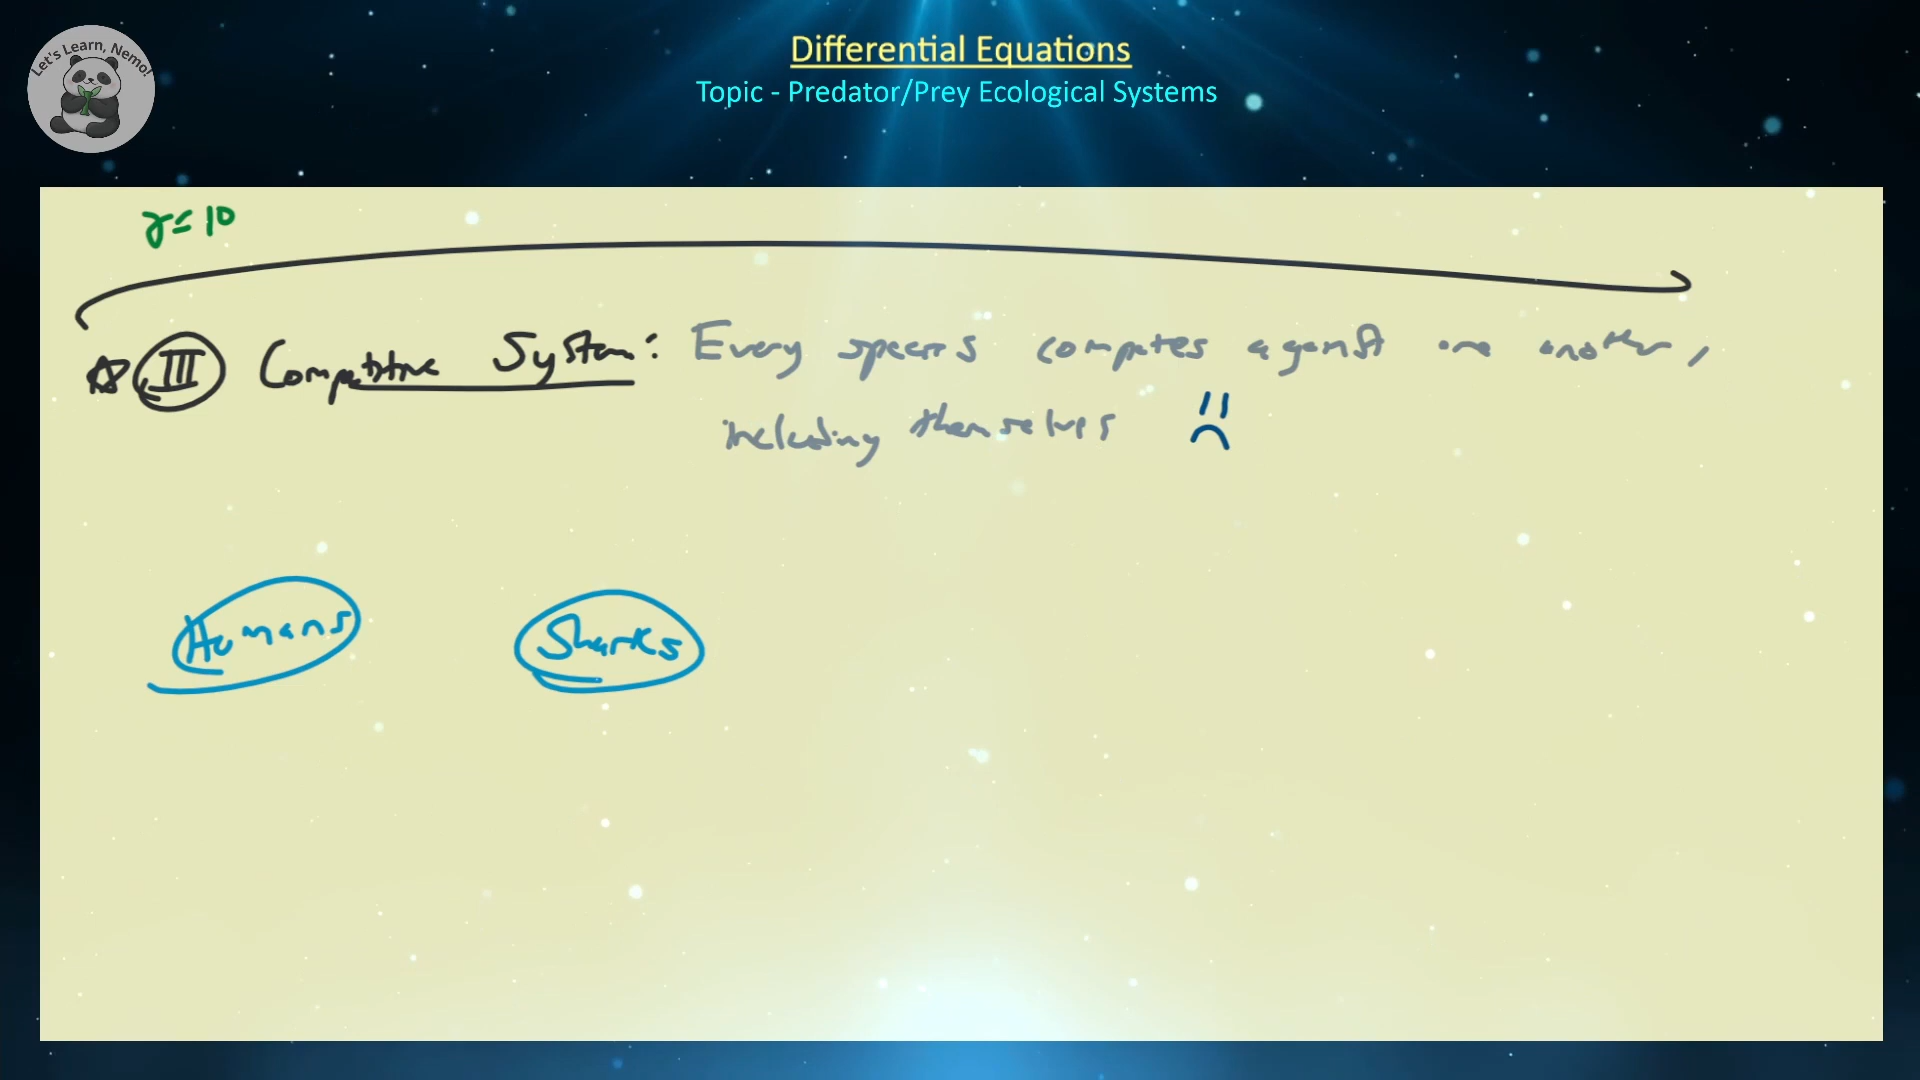 Let's Learn, Nemo!
Differential Equations
Topic - Predator/Prey Ecological Systems
γ = 10
☆ III Competitive System: Every species competes against one another,
including themselves :(
Humans Sharks